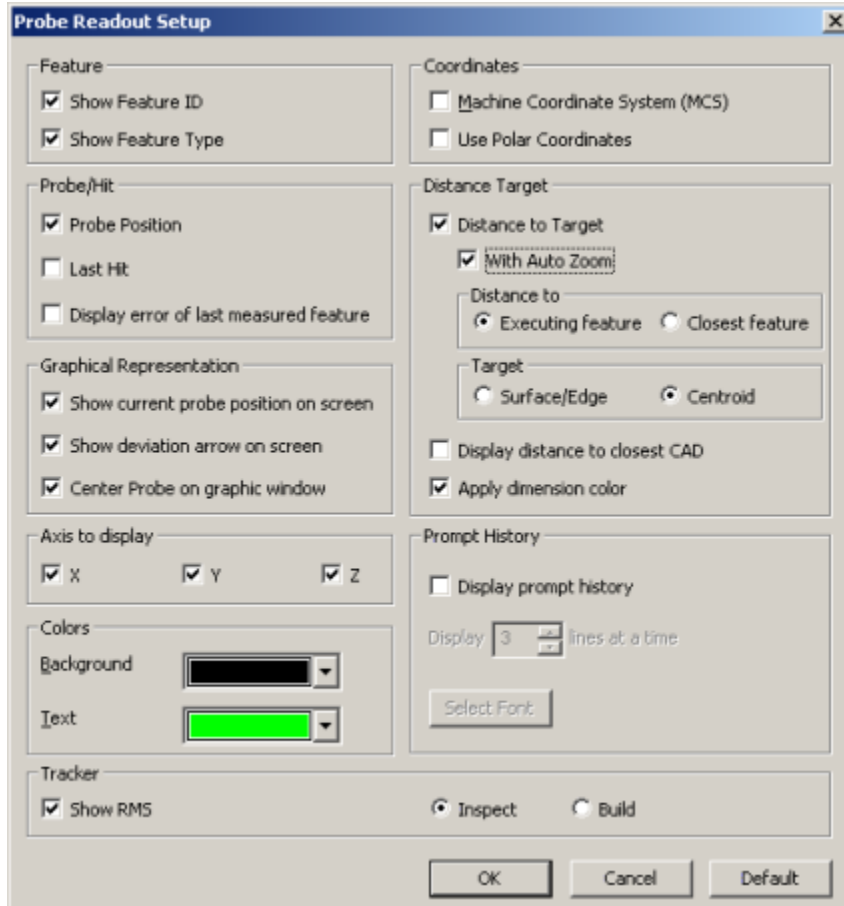 Probe Readout Setup
Feature
Show Feature ID
Show Feature Type
Coordinates
Machine Coordinate System (MCS)
Use Polar Coordinates
Probe/Hit
Probe Position
Last Hit
Display error of last measured feature
Distance Target
Distance to Target
With Auto Zoom
Distance to
Executing feature Closest feature
Target
Surface/Edge Centroid
Display distance to closest CAD
Apply dimension color
Graphical Representation
Show current probe position on screen
Show deviation arrow on screen
Center Probe on graphic window
Axis to display
X Y Z
Prompt History
Display prompt history
Display 3 lines at a time
Select Font
Colors
Background
Text
Tracker
Show RMS Inspect Build
OK Cancel Default